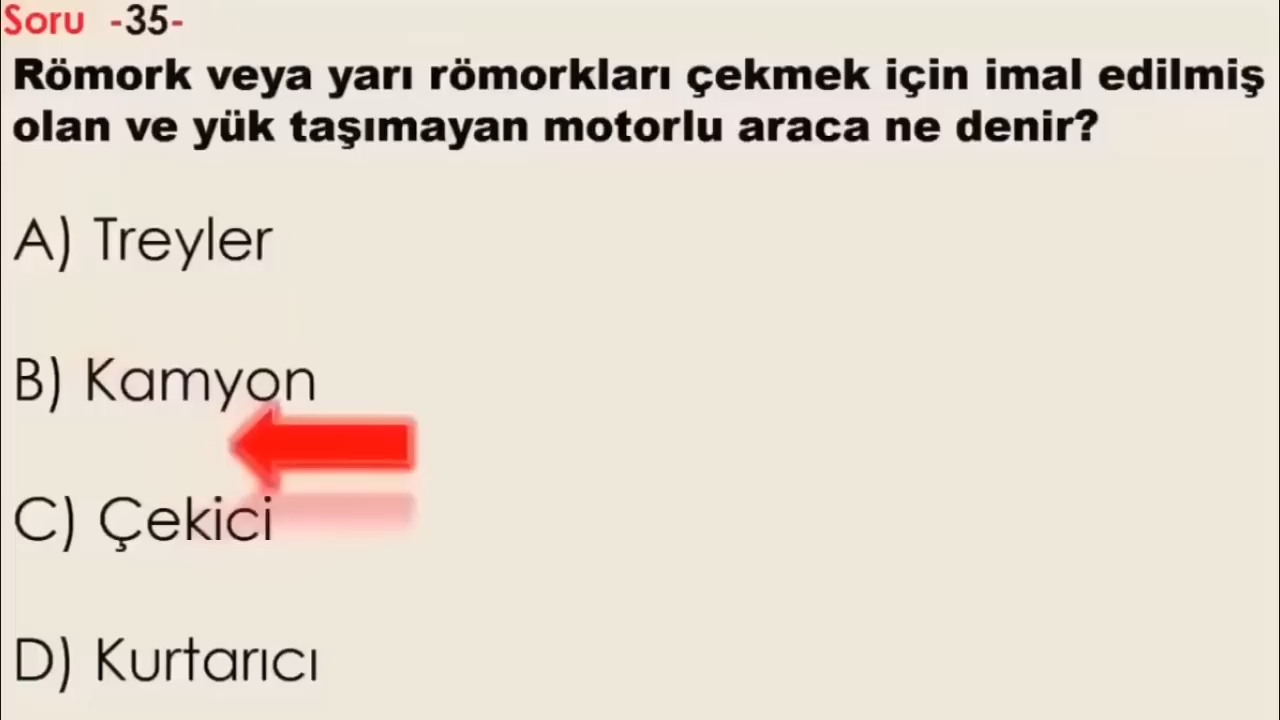 Soru -35-
Römork veya yarı römorkları çekmek için imal edilmiş
olan ve yük taşımayan motorlu araca ne denir?
A) Treyler
B) Kamyon
C) Çekici
D) Kurtarıcı